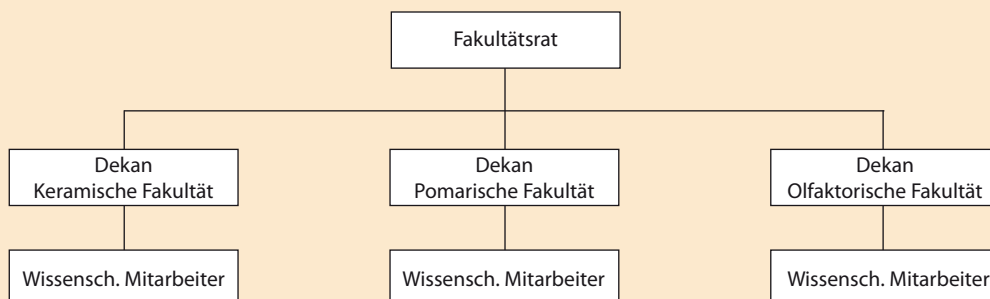 Fakultätsrat
Dekan
Keramische Fakultät
Dekan
Pomarische Fakultät
Dekan
Olfaktorische Fakultät
Wissensch. Mitarbeiter
Wissensch. Mitarbeiter
Wissensch. Mitarbeiter